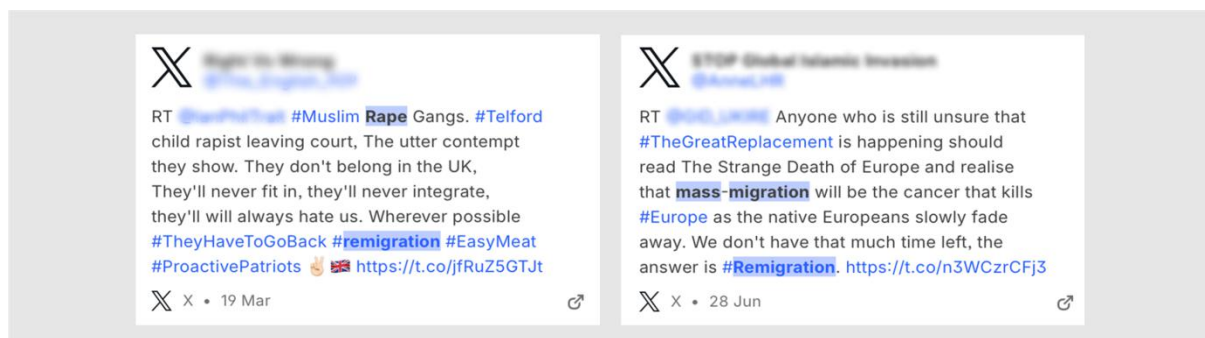 RT #Muslim Rape Gangs. #Telford
child rapist leaving court, The utter contempt
they show. They don't belong in the UK,
They'll never fit in, they'll never integrate,
they'll will always hate us. Wherever possible
#TheyHaveToGoBack #remigration #EasyMeat
#ProactivePatriots ✌🏻 🇬🇧 https://t.co/jfRuZ5GTJt
X • 19 Mar
RT Anyone who is still unsure that
#TheGreatReplacement is happening should
read The Strange Death of Europe and realise
that mass-migration will be the cancer that kills
#Europe as the native Europeans slowly fade
away. We don't have that much time left, the
answer is #Remigration. https://t.co/n3WCzrCFj3
X • 28 Jun